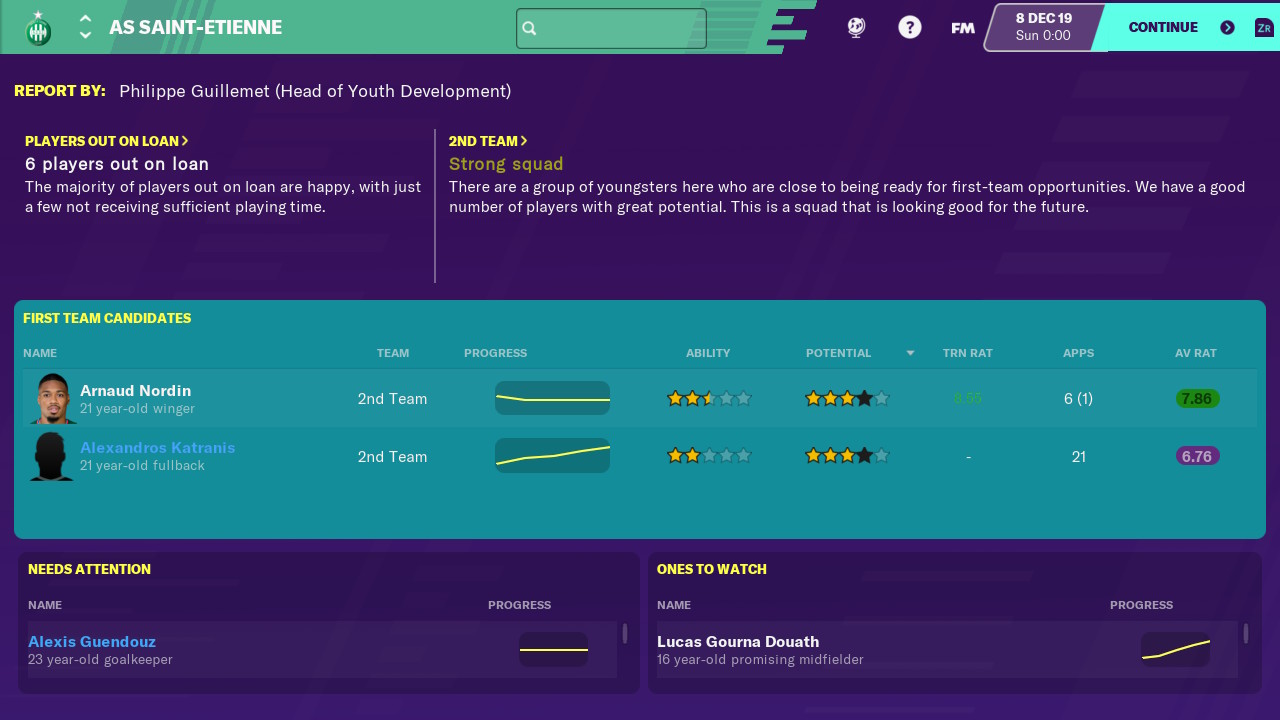 AS SAINT-ETIENNE
FM
8 DEC 19
Sun 0:00
CONTINUE
ZR
REPORT BY: Philippe Guillemet (Head of Youth Development)
PLAYERS OUT ON LOAN
6 players out on loan
The majority of players out on loan are happy, with just
a few not receiving sufficient playing time.
2ND TEAM
Strong squad
There are a group of youngsters here who are close to being ready for first-team opportunities. We have a good
number of players with great potential. This is a squad that is looking good for the future.
FIRST TEAM CANDIDATES
NAME TEAM PROGRESS ABILITY POTENTIAL TRN RAT APPS AV RAT
Arnaud Nordin
21 year-old winger
2nd Team 6 (1) 7.86
Alexandros Katranis
21 year-old fullback
2nd Team - 21 6.76
NEEDS ATTENTION
NAME PROGRESS
Alexis Guendouz
23 year-old goalkeeper
ONES TO WATCH
NAME PROGRESS
Lucas Gourna Douath
16 year-old promising midfielder